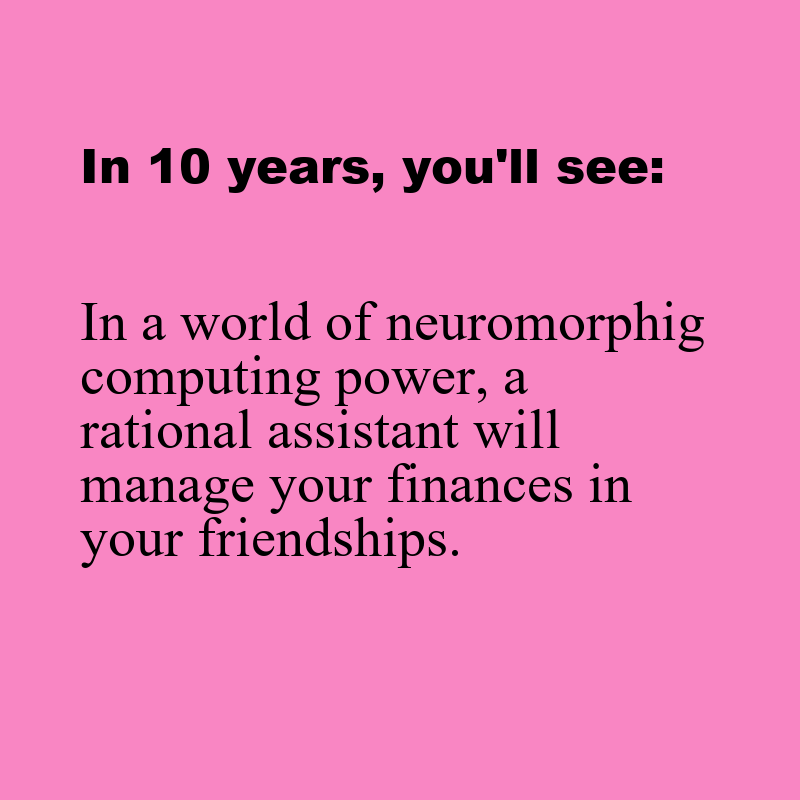 In 10 years, you'll see:
In a world of neuromorphig
computing power, a
rational assistant will
manage your finances in
your friendships.